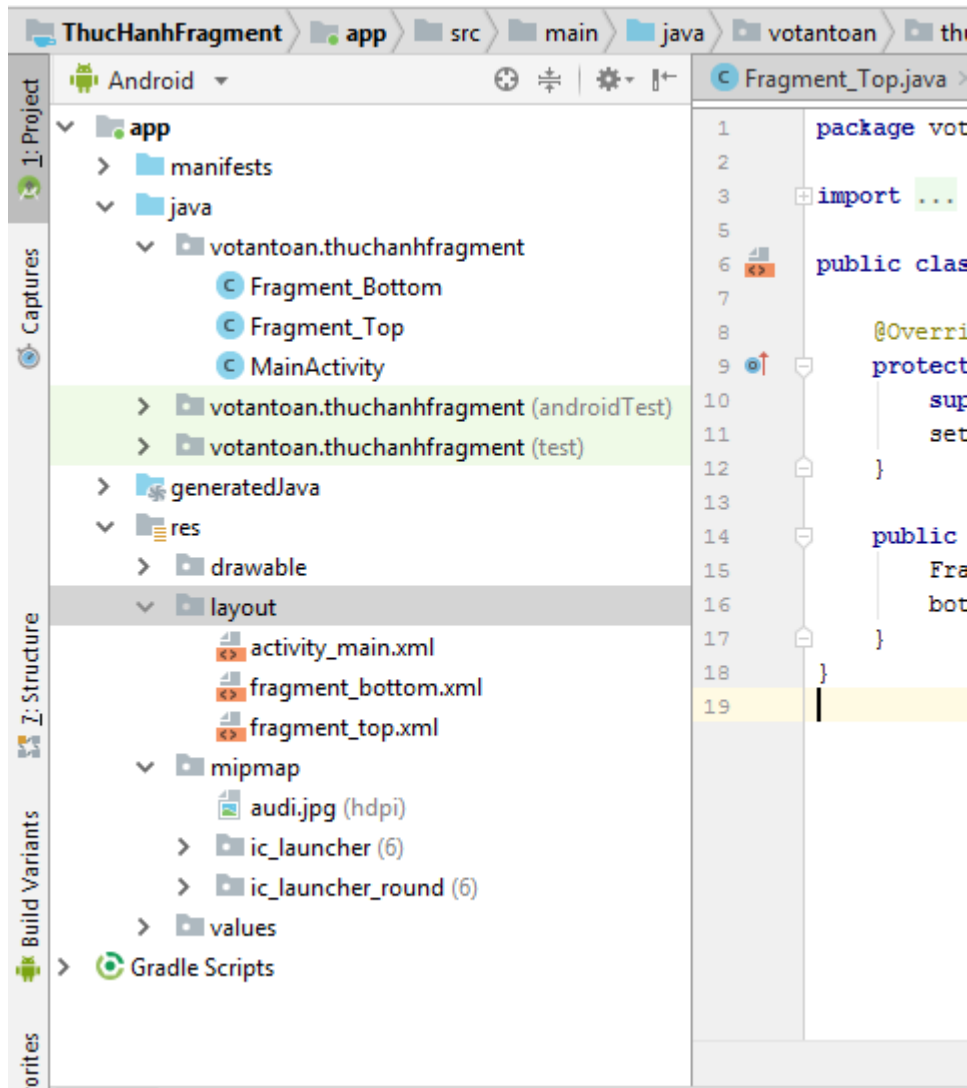 ThucHanhFragment app src main java votantoan
1: Project
Captures
7: Structure
Build Variants
Android
app
manifests
java
votantoan.thuchanhfragment
Fragment_Bottom
Fragment_Top
MainActivity
votantoan.thuchanhfragment (androidTest)
votantoan.thuchanhfragment (test)
generatedJava
res
drawable
layout
activity_main.xml
fragment_bottom.xml
fragment_top.xml
mipmap
audi.jpg (hdpi)
ic_launcher (6)
ic_launcher_round (6)
values
Gradle Scripts
Fragment_Top.java
1 package vot
2
3 import ...
5
6 public clas
7
8 @Overri
9 protect
10 sup
11 set
12 }
13
14 public
15 Fra
16 bot
17 }
18 }
19